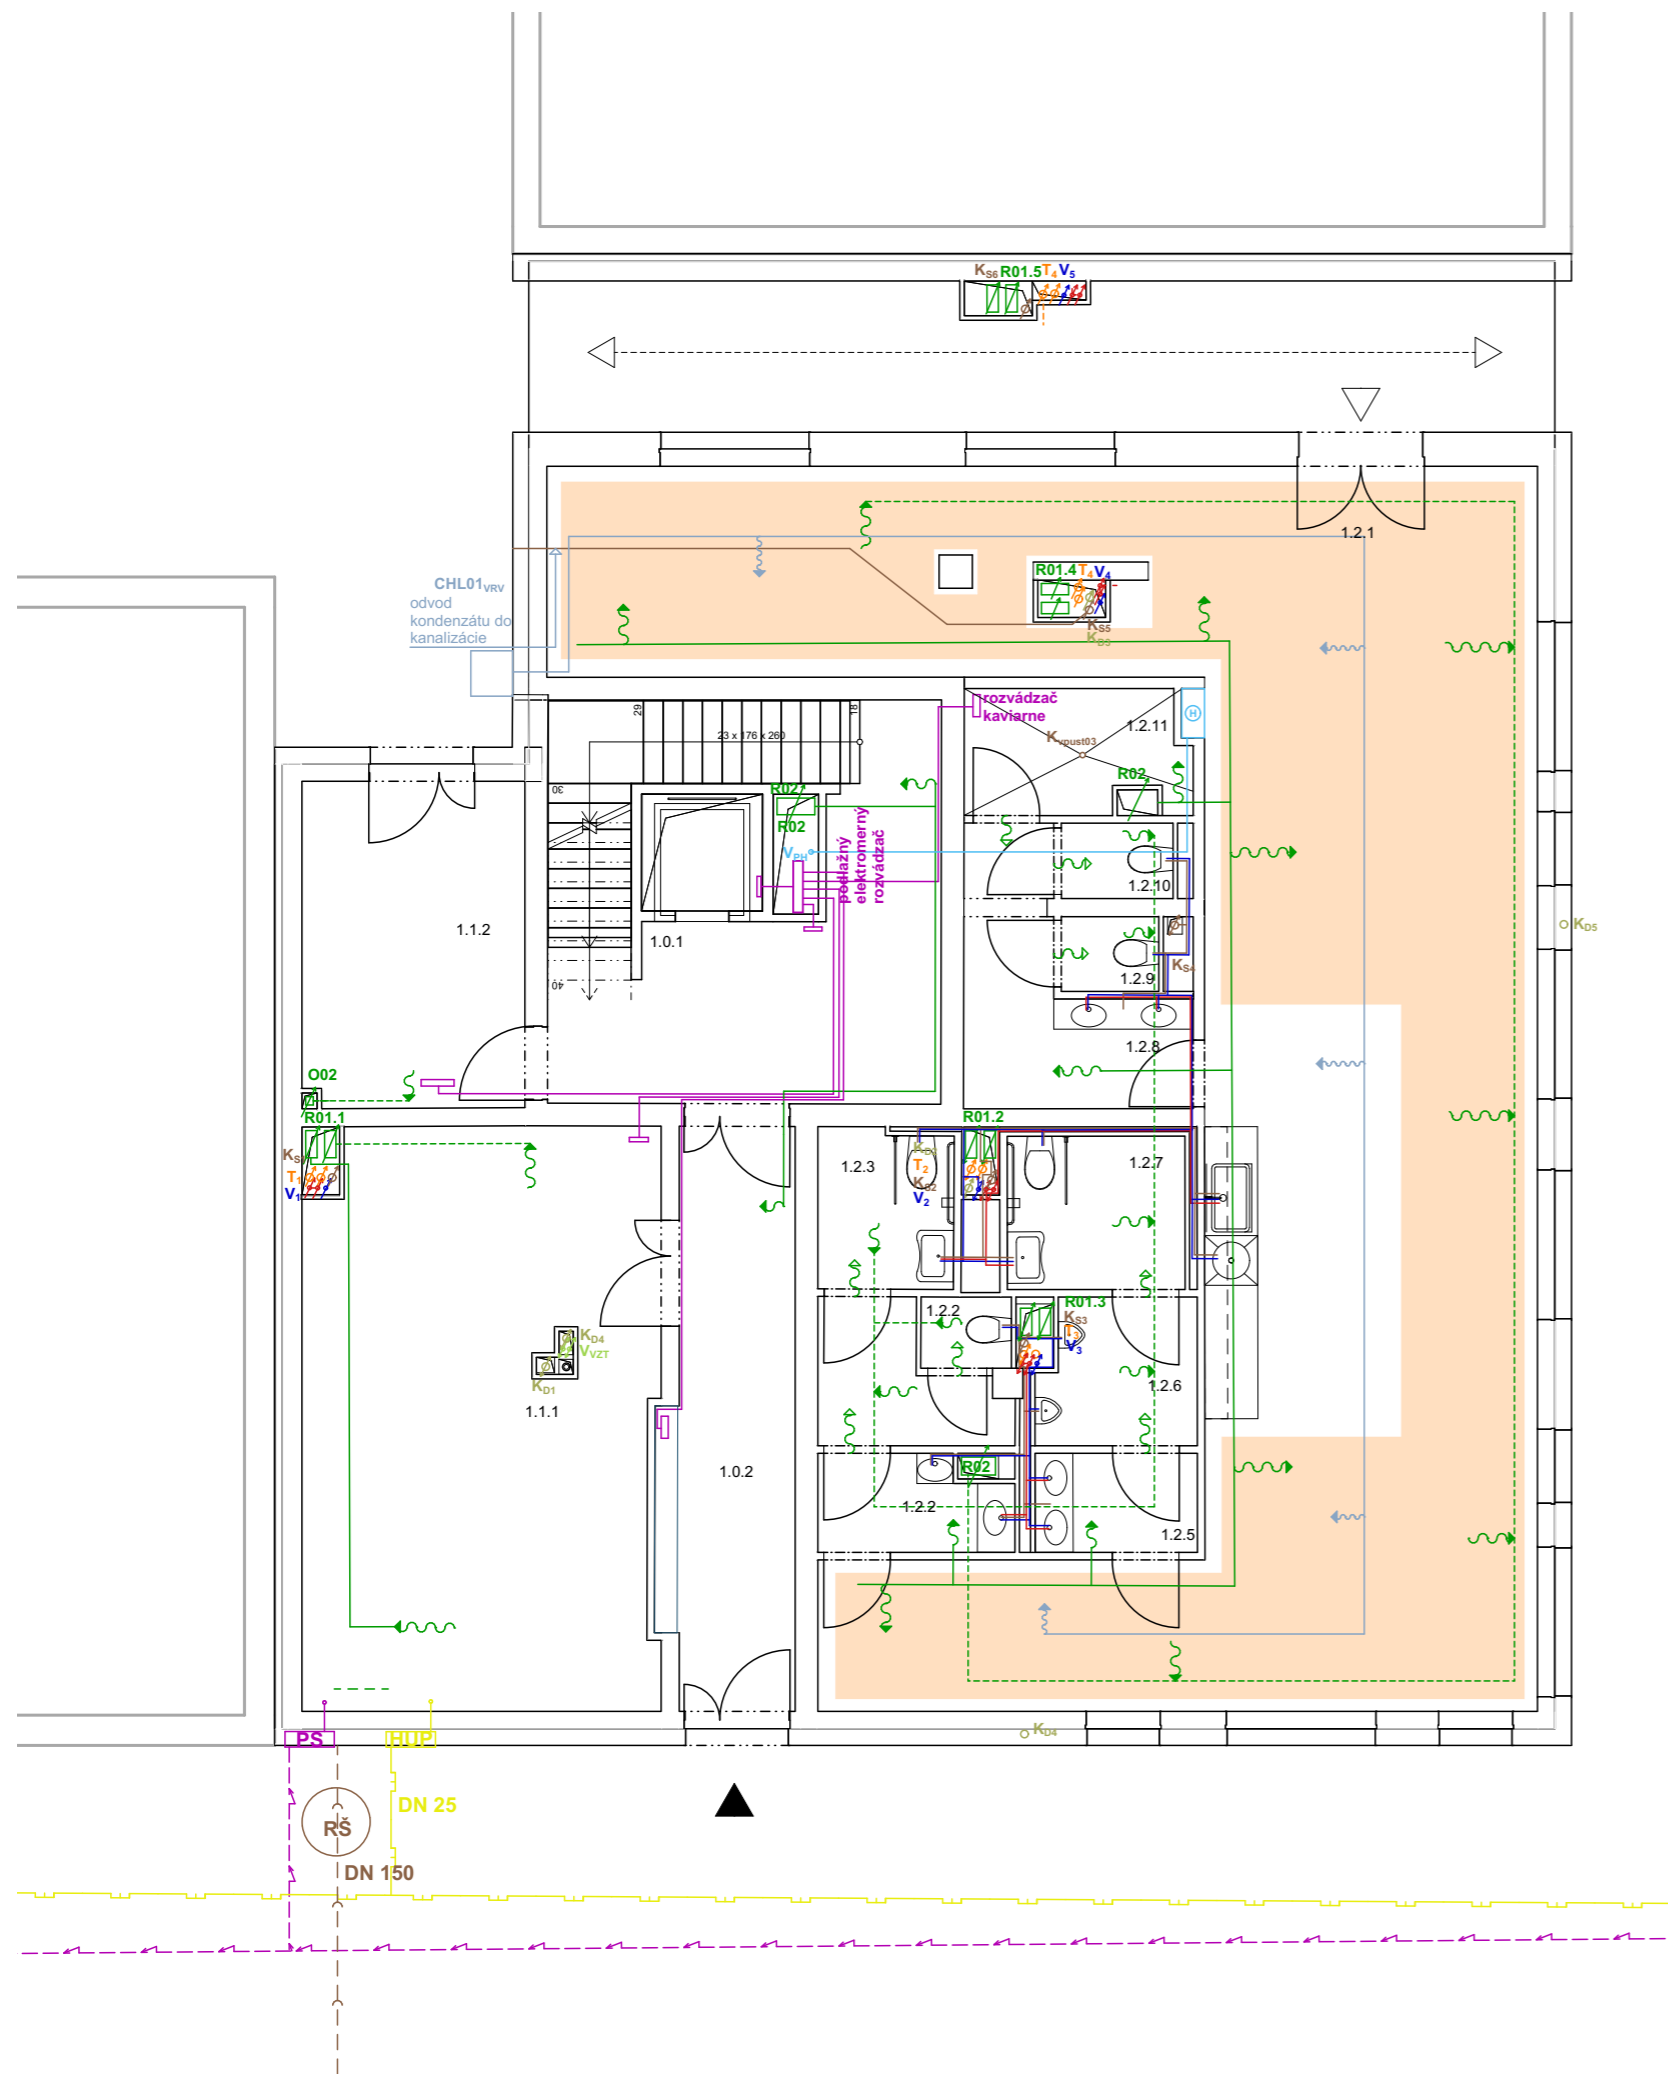 KS6 R01.5 T4 V5
1.2.1
R01.4 T4 V4
CHL01VRV
odvod
kondenzátu do
kanalizácie
KS5
KD3
rozvádzač
kaviarne
29
18
23 x 176 x 260
1.2.11
Kvpust03
R02
R02
30
R02
podlažný
elektromerný
rozvádzač
VPH
H
1.2.10
1.1.2
1.0.1
KD5
KS4
1.2.9
40
1.2.8
O02
R01.1
R01.2
KS1
T1
V1
1.2.3
T2
KS2
V2
1.2.7
1.2.2
R01.3
KS3
T3
V3
KD4
VVZT
KD1
1.1.1
1.2.6
1.0.2
R02
1.2.2
1.2.5
PS
HUP
KD4
DN 25
RŠ
DN 150